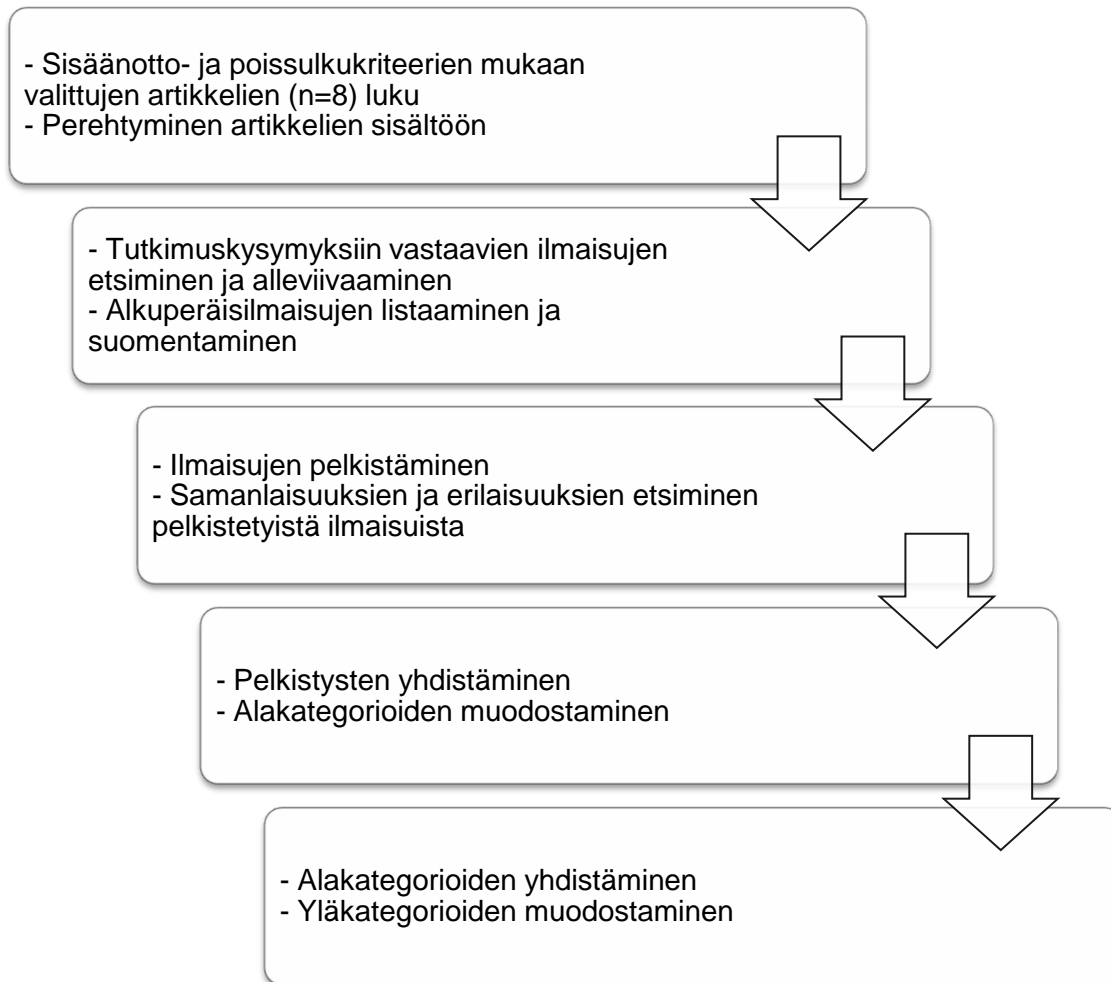 - Sisäänotto- ja poissulkukriteerien mukaan
valittujen artikkelien (n=8) luku
- Perehtyminen artikkelien sisältöön
- Tutkimuskysymyksiin vastaavien ilmaisujen
etsiminen ja alleviivaaminen
- Alkuperäisilmaisujen listaaminen ja
suomentaminen
- Ilmaisujen pelkistäminen
- Samanlaisuuksien ja erilaisuuksien etsiminen
pelkistetyistä ilmaisuista
- Pelkistysten yhdistäminen
- Alakategorioiden muodostaminen
- Alakategorioiden yhdistäminen
- Yläkategorioiden muodostaminen